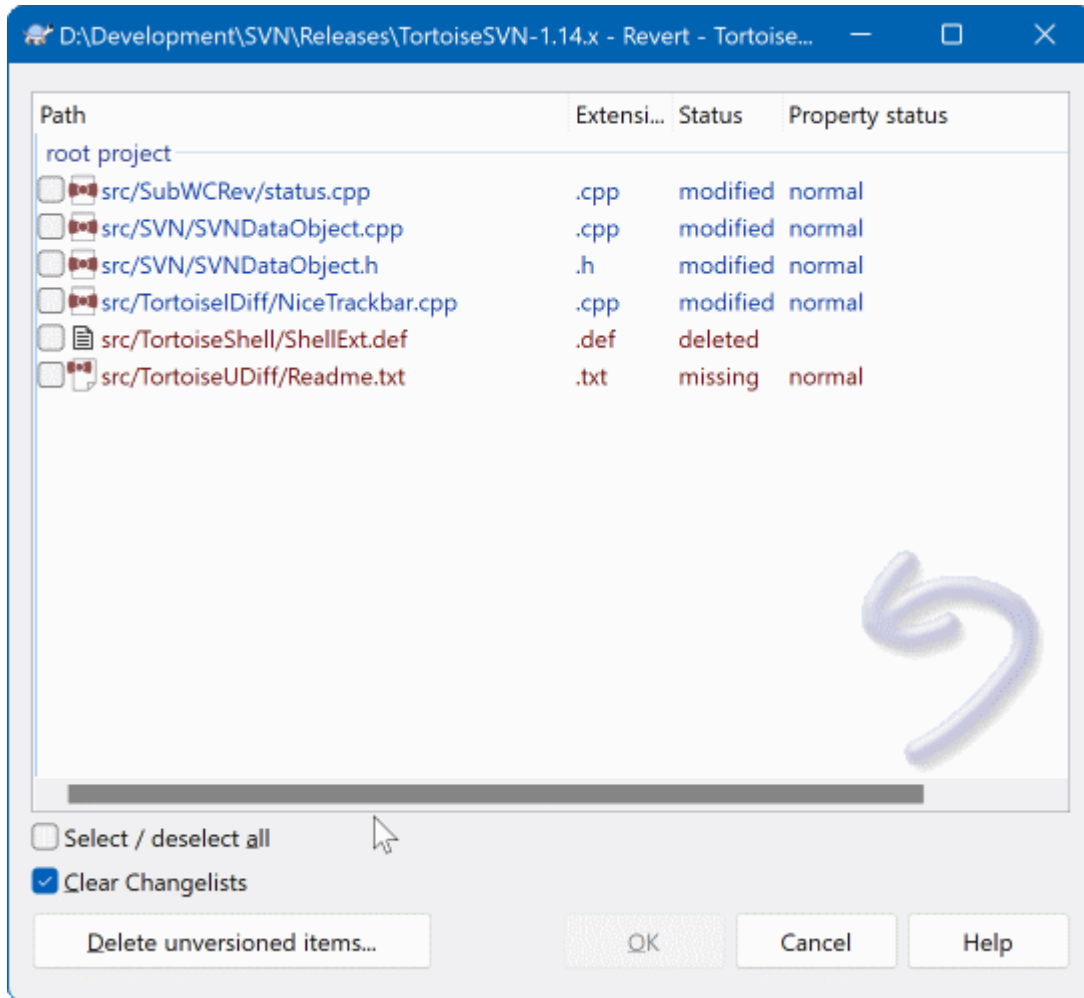 D:\Development\SVN\Releases\TortoiseSVN-1.14.x - Revert - Tortoise...
Path Extensi... Status Property status
root project
src/SubWCRev/status.cpp .cpp modified normal
src/SVN/SVNDataObject.cpp .cpp modified normal
src/SVN/SVNDataObject.h .h modified normal
src/TortoiseIDiff/NiceTrackbar.cpp .cpp modified normal
src/TortoiseShell/ShellExt.def .def deleted
src/TortoiseUDiff/Readme.txt .txt missing normal
Select / deselect all
Clear Changelists
Delete unversioned items... OK Cancel Help